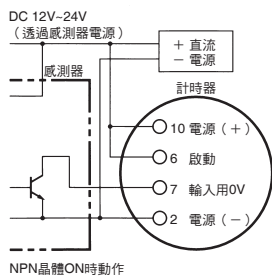 DC 12V~24V
（透過感測器電源）
＋直流
－電源
感測器
計時器
10 電源（＋）
6 啟動
7 輸入用0V
2 電源（－）
NPN晶體ON時動作